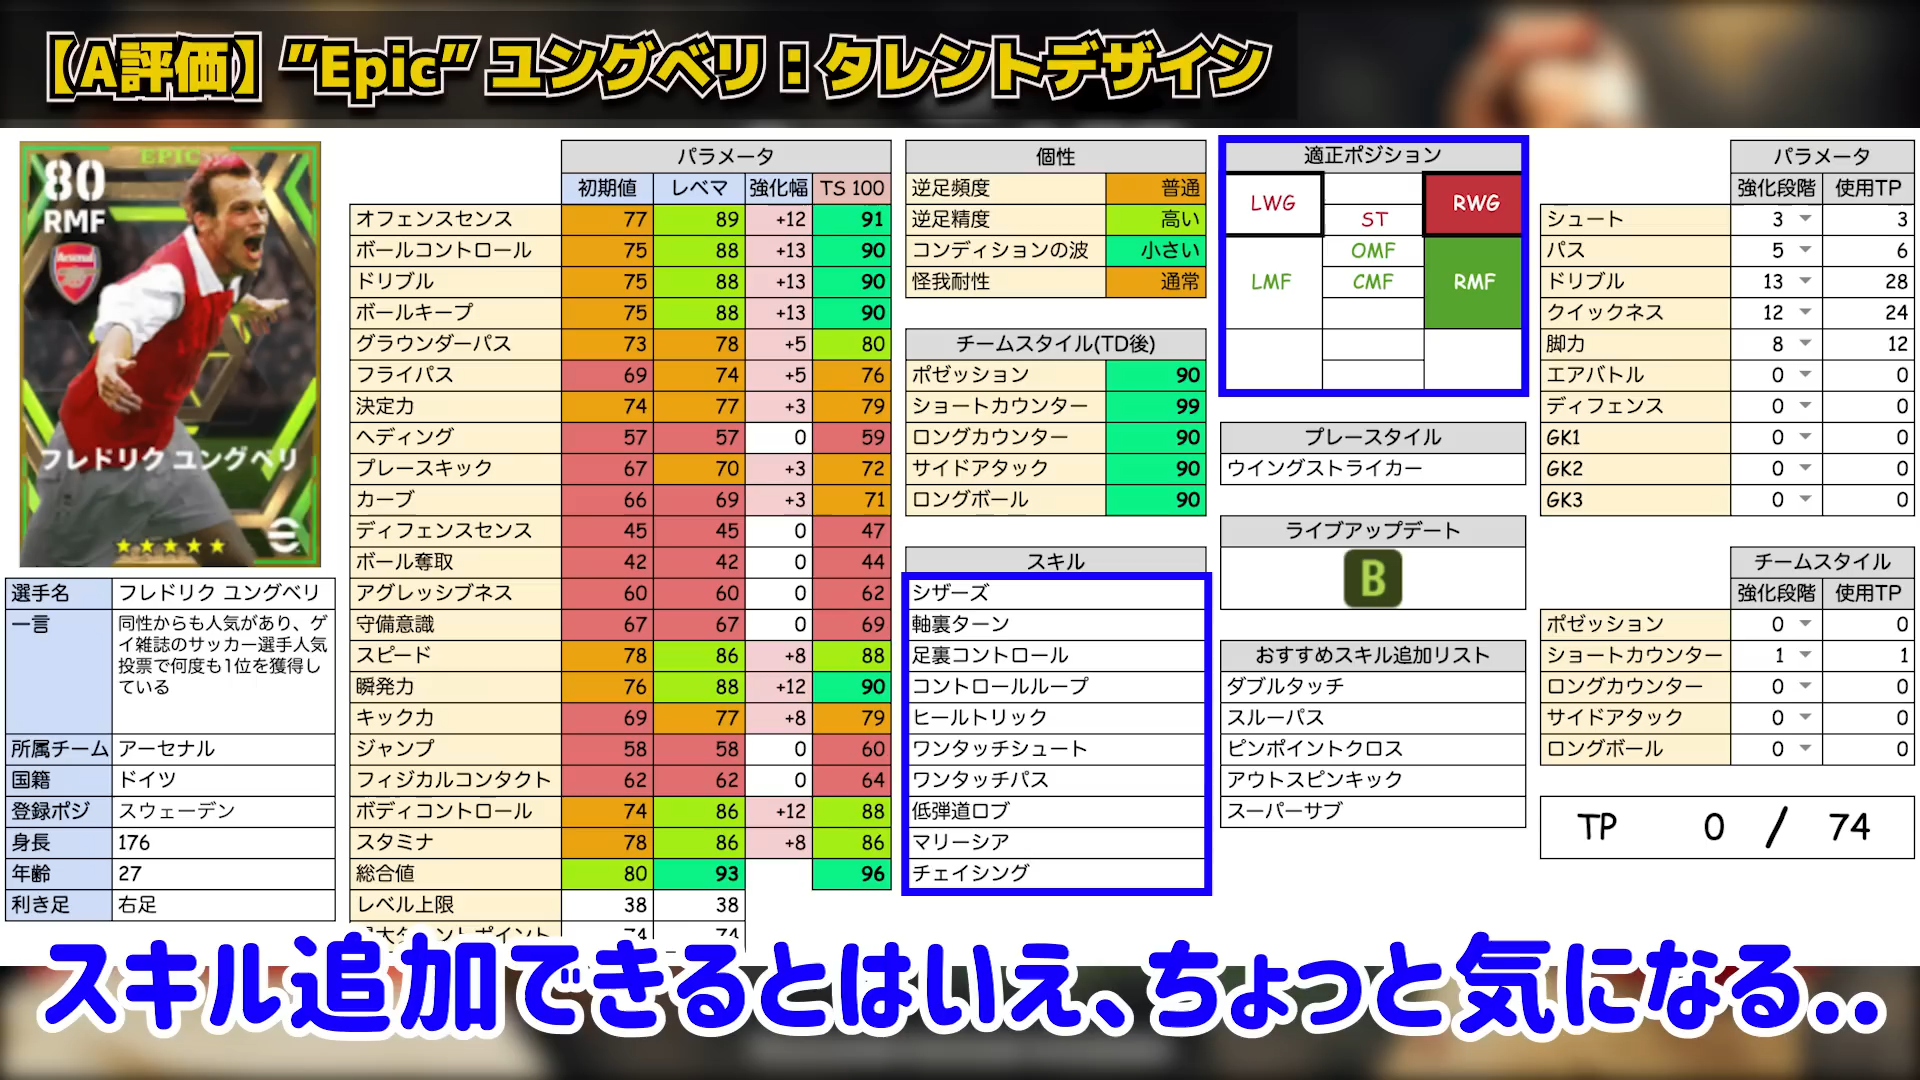 【A評価】”Epic” ユングベリ：タレントデザイン
EPIC
80
RMF
Arsenal
フレドリク ユングベリ
選手名 フレドリク ユングベリ
一言 同性からも人気があり、ゲ
イ雑誌のサッカー選手人気
投票で何度も1位を獲得し
ている
所属チーム アーセナル
国籍 ドイツ
登録ポジ スウェーデン
身長 176
年齢 27
利き足 右足
パラメータ
初期値 レベマ 強化幅 TS 100
オフェンスセンス 77 89 +12 91
ボールコントロール 75 88 +13 90
ドリブル 75 88 +13 90
ボールキープ 75 88 +13 90
グラウンダーパス 73 78 +5 80
フライパス 69 74 +5 76
決定力 74 77 +3 79
ヘディング 57 57 0 59
プレースキック 67 70 +3 72
カーブ 66 69 +3 71
ディフェンスセンス 45 45 0 47
ボール奪取 42 42 0 44
アグレッシブネス 60 60 0 62
守備意識 67 67 0 69
スピード 78 86 +8 88
瞬発力 76 88 +12 90
キック力 69 77 +8 79
ジャンプ 58 58 0 60
フィジカルコンタクト 62 62 0 64
ボディコントロール 74 86 +12 88
スタミナ 78 86 +8 86
総合値 80 93 96
レベル上限 38 38
個性
逆足頻度 普通
逆足精度 高い
コンディションの波 小さい
怪我耐性 通常
チームスタイル(TD後)
ポゼッション 90
ショートカウンター 99
ロングカウンター 90
サイドアタック 90
ロングボール 90
スキル
シザーズ
軸裏ターン
足裏コントロール
コントロールループ
ヒールトリック
ワンタッチシュート
ワンタッチパス
低弾道ロブ
マリーシア
チェイシング
適正ポジション
LWG RWG
ST
OMF
LMF CMF RMF
プレースタイル
ウイングストライカー
ライブアップデート
B
おすすめスキル追加リスト
ダブルタッチ
スルーパス
ピンポイントクロス
アウトスピンキック
スーパーサブ
パラメータ
強化段階 使用TP
シュート 3 3
パス 5 6
ドリブル 13 28
クイックネス 12 24
脚力 8 12
エアバトル 0 0
ディフェンス 0 0
GK1 0 0
GK2 0 0
GK3 0 0
チームスタイル
強化段階 使用TP
ポゼッション 0 0
ショートカウンター 1 1
ロングカウンター 0 0
サイドアタック 0 0
ロングボール 0 0
TP 0 / 74
スキル追加できるとはいえ、ちょっと気になる..